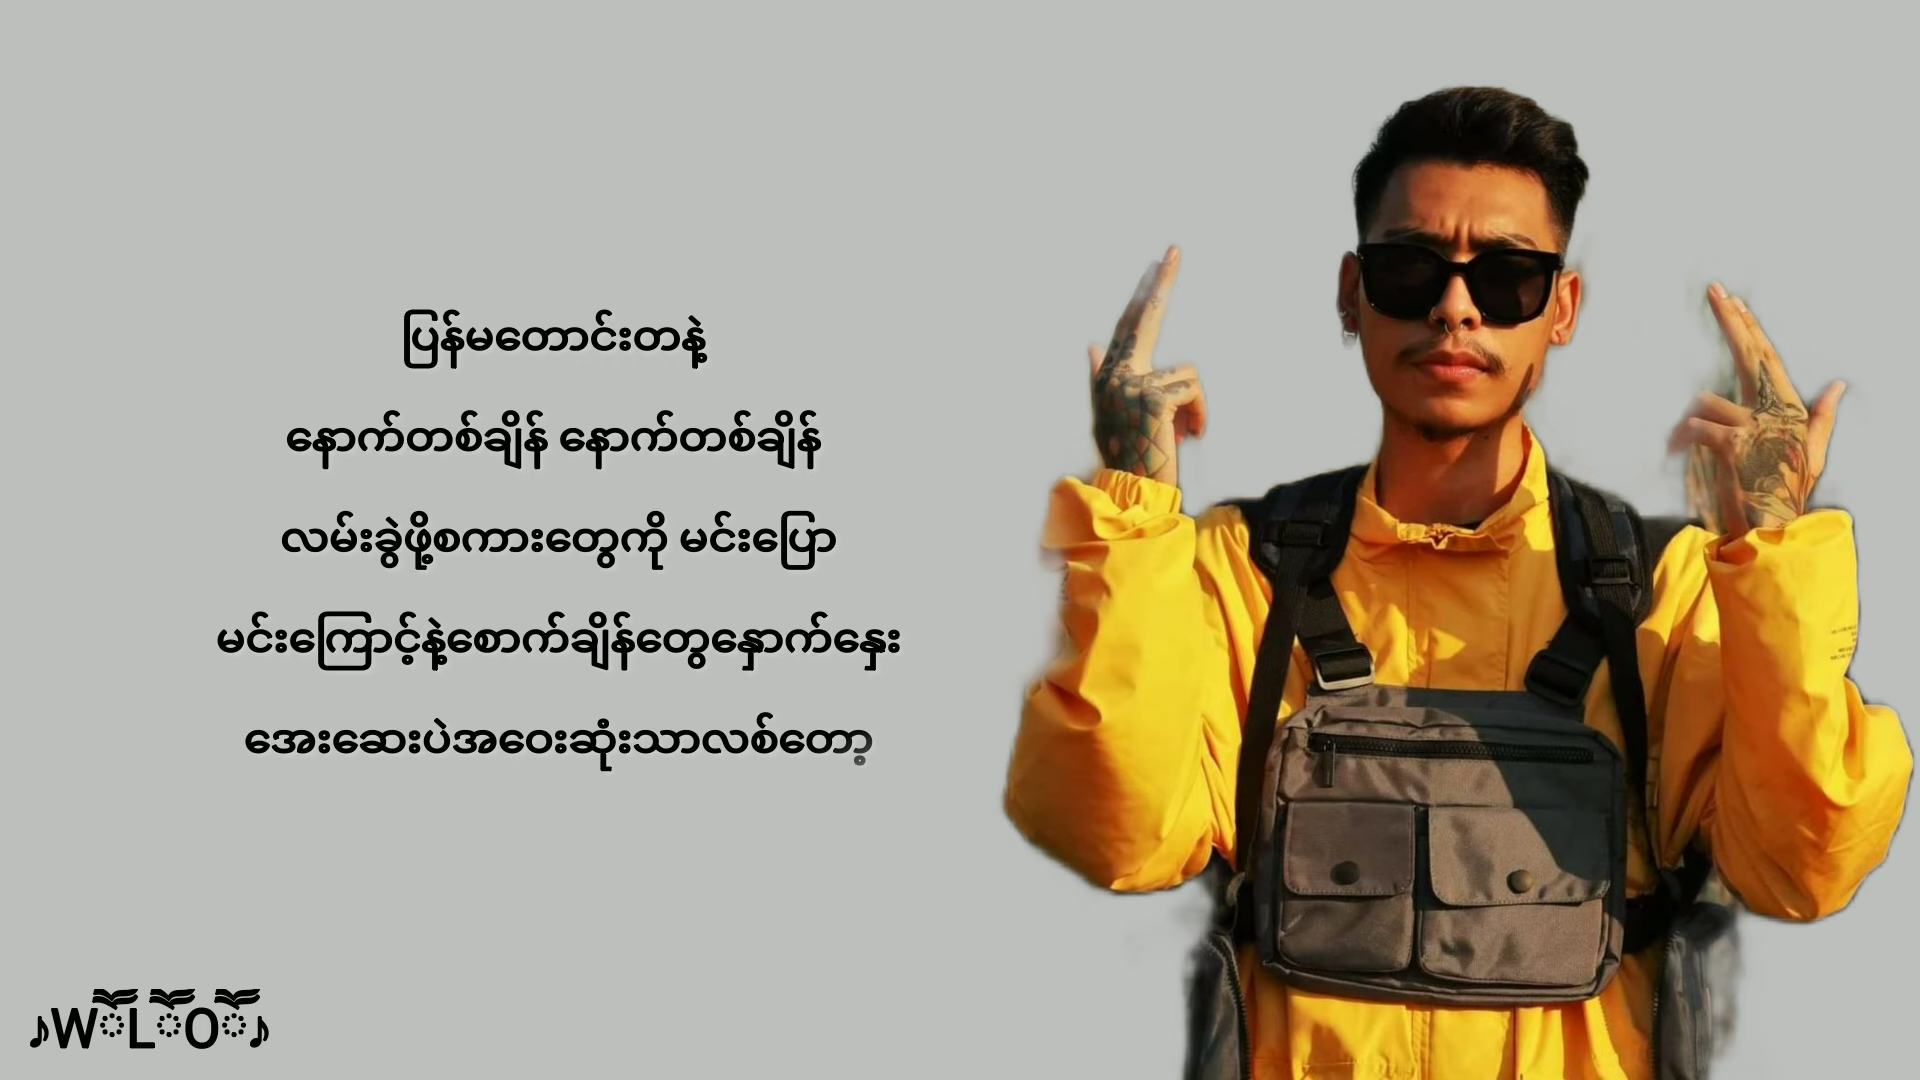 ပြန်မတောင်းတနဲ့
နောက်တစ်ချိန် နောက်တစ်ချိန်
လမ်းခွဲဖို့စကားတွေကို မင်းပြော
မင်းကြောင့်နဲ့စောက်ချိန်တွေနှောက်နှေး
အေးဆေးပဲအဝေးဆုံးသာလစ်တော့
♪WLO♪